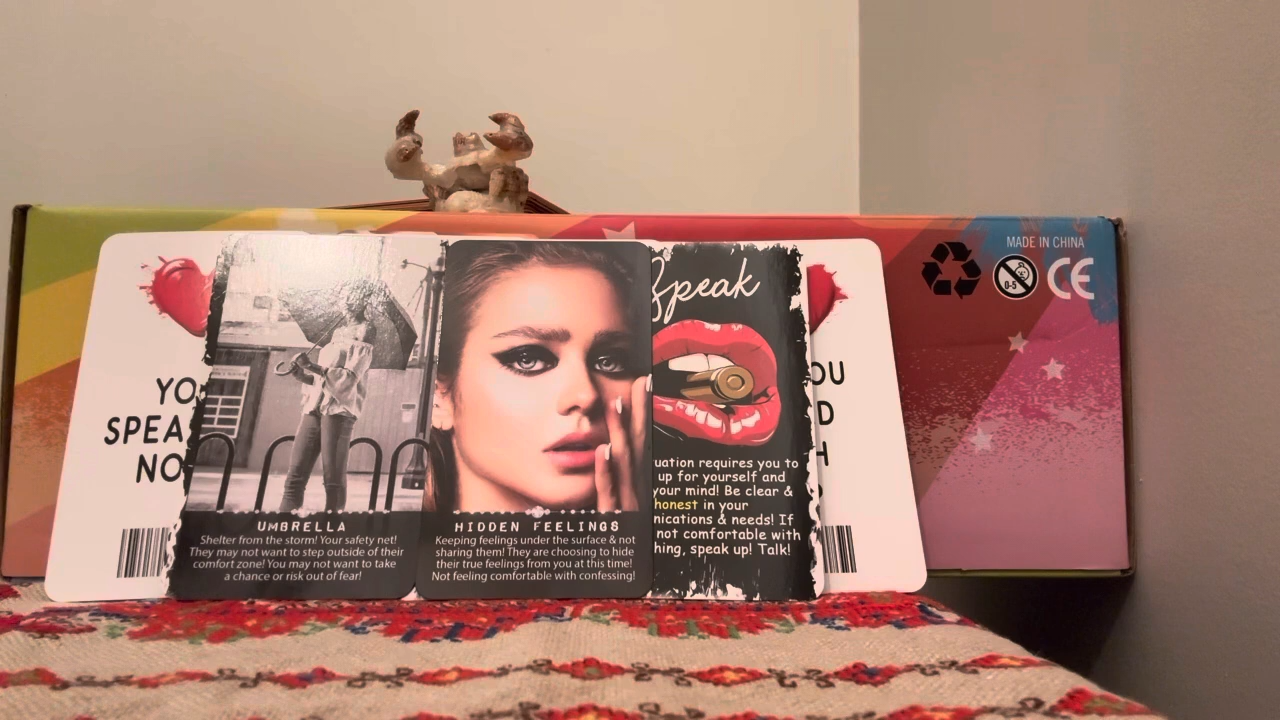 MADE IN CHINA
0-5
CE
YO
SPEA
NO
UMBRELLA
Shelter from the storm! Your safety net!
They may not want to step outside of their
comfort zone! You may not want to take
a chance or risk out of fear!
HIDDEN FEELINGS
Keeping feelings under the surface & not
sharing them! They are choosing to hide
their true feelings from you at this time!
Not feeling comfortable with confessing!
Speak
uation requires you to
up for yourself and
your mind! Be clear &
honest in your
nications & needs! If
not comfortable with
hing, speak up! Talk!
OU
D
H